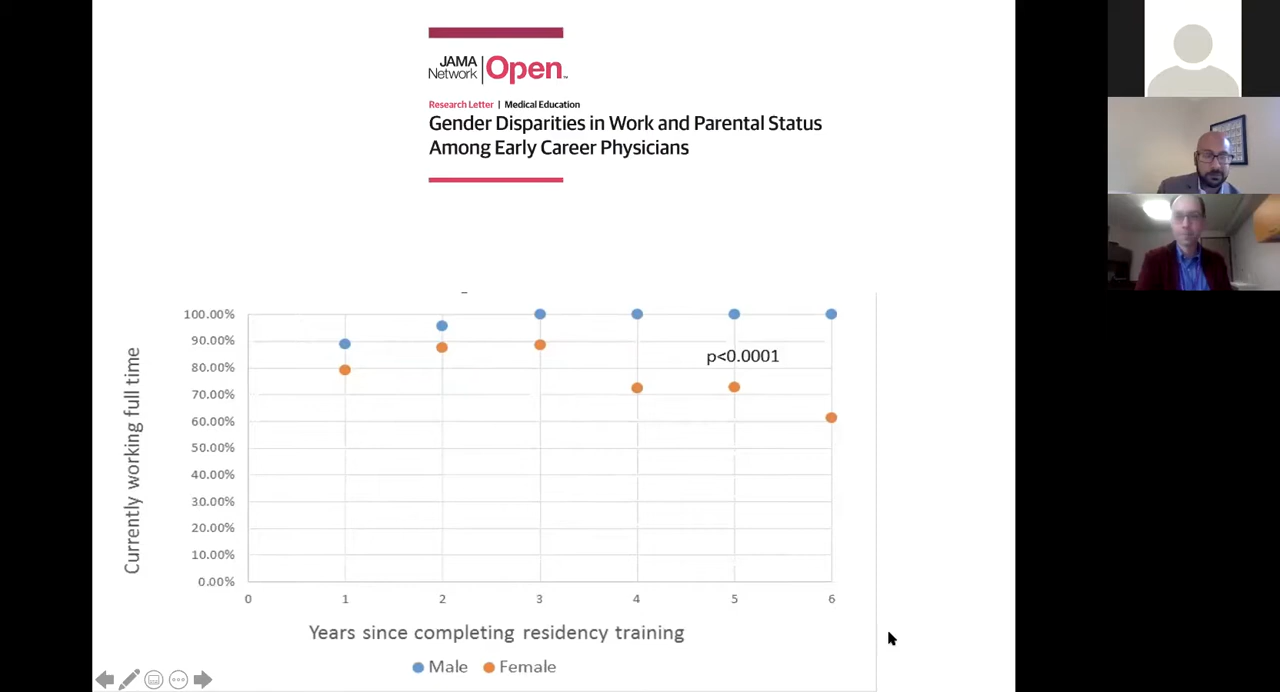 JAMA
Network
Open™
Research Letter | Medical Education
Gender Disparities in Work and Parental Status
Among Early Career Physicians
Currently working full time
100.00%
90.00%
80.00%
70.00%
60.00%
50.00%
40.00%
30.00%
20.00%
10.00%
0.00%
p<0.0001
0 1 2 3 4 5 6
Years since completing residency training
Male Female